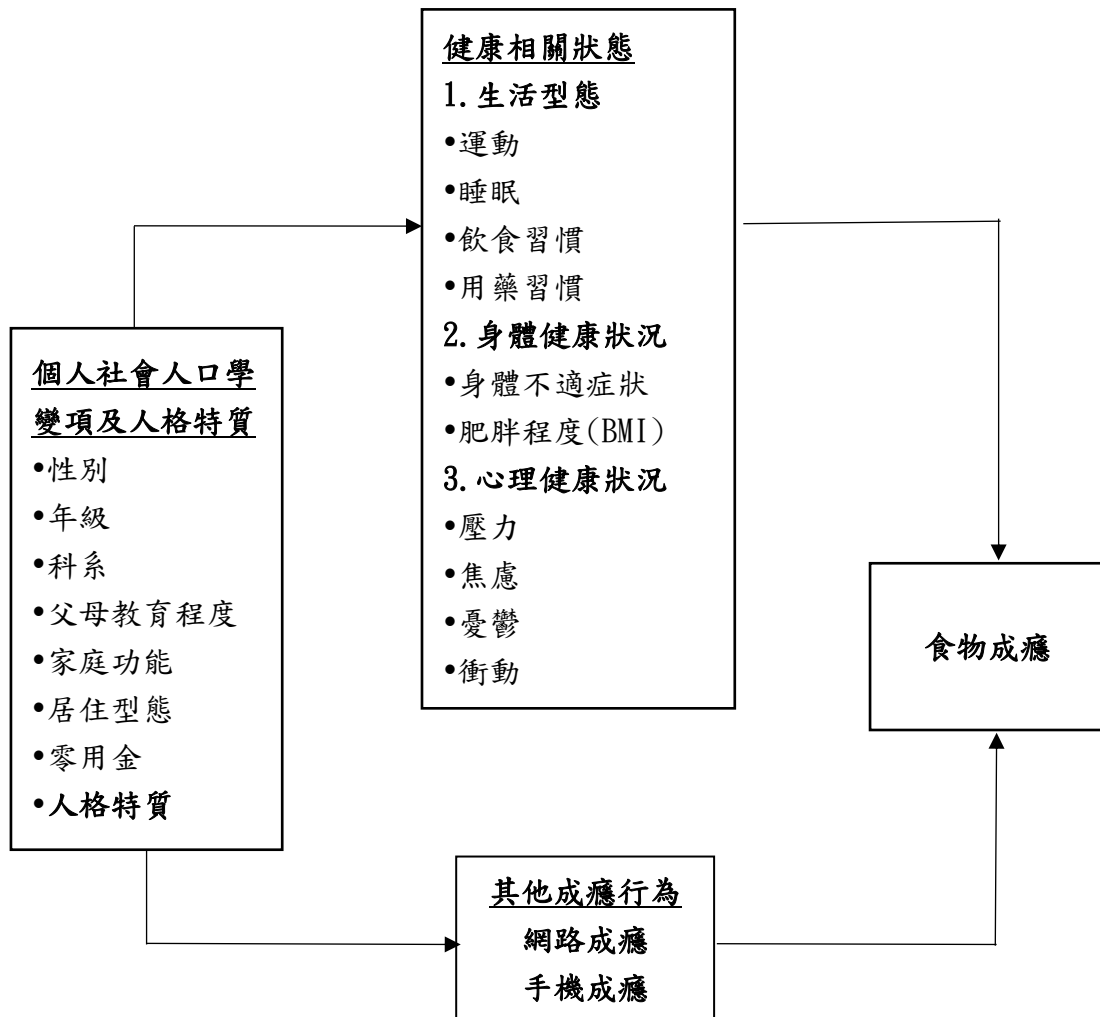 健康相關狀態
1.生活型態
•運動
•睡眠
•飲食習慣
•用藥習慣
2.身體健康狀況
•身體不適症狀
•肥胖程度(BMI)
3.心理健康狀況
•壓力
•焦慮
•憂鬱
•衝動
個人社會人口學
變項及人格特質
•性別
•年級
•科系
•父母教育程度
•家庭功能
•居住型態
•零用金
•人格特質
其他成癮行為
網路成癮
手機成癮
食物成癮